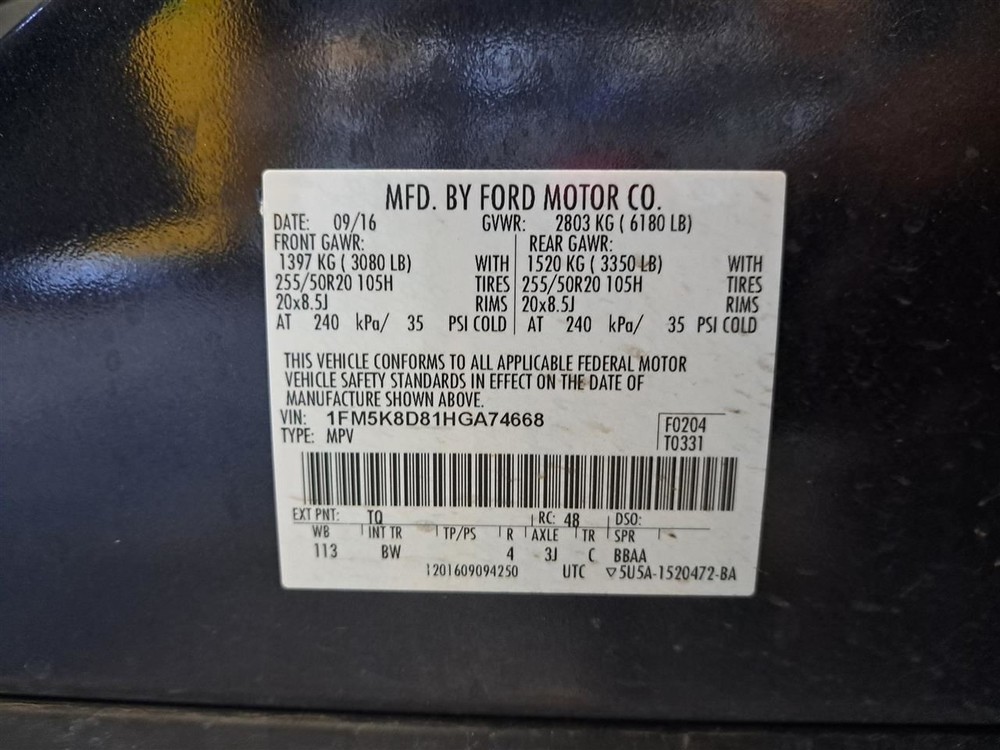 MFD. BY FORD MOTOR CO.
DATE: 09/16 GVWR: 2803 KG ( 6180 LB)
FRONT GAWR: REAR GAWR:
1397 KG ( 3080 LB) WITH 1520 KG ( 3350 LB) WITH
255/50R20 105H TIRES 255/50R20 105H TIRES
20x8.5J RIMS 20x8.5J RIMS
AT 240 kPa/ 35 PSI COLD AT 240 kPa/ 35 PSI COLD
THIS VEHICLE CONFORMS TO ALL APPLICABLE FEDERAL MOTOR
VEHICLE SAFETY STANDARDS IN EFFECT ON THE DATE OF
MANUFACTURE SHOWN ABOVE.
VIN: 1FM5K8D81HGA74668 F0204
TYPE: MPV T0331
EXT PNT: TQ RC: 48 DSO:
WB INT TR TP/PS R AXLE TR SPR
113 BW 4 3J C BBAA
1201609094250 UTC ▽5U5A-1520472-BA